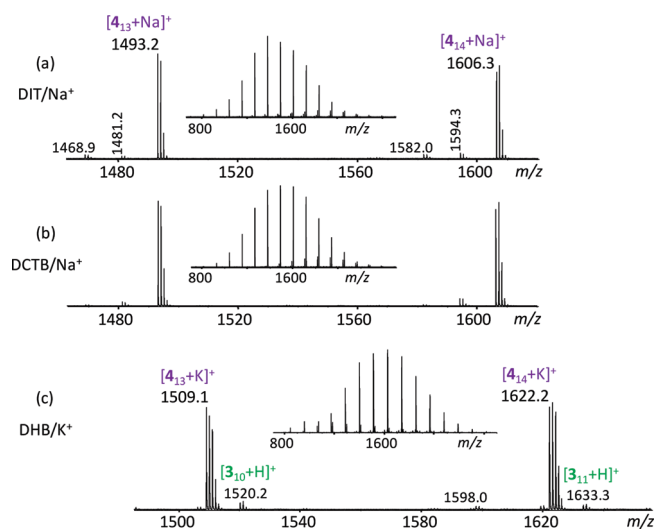 [4₁₃+Na]⁺
1493.2
[4₁₄+Na]⁺
1606.3
(a)
DIT/Na⁺
1468.9
1481.2
800
1600
m/z
1582.0
1594.3
1480
1520
1560
1600
m/z
(b)
DCTB/Na⁺
800
1600
m/z
1480
1520
1560
1600
m/z
[4₁₃+K]⁺
1509.1
[4₁₄+K]⁺
1622.2
(c)
DHB/K⁺
800
1600
m/z
[3₁₀+H]⁺
1520.2
1598.0
[3₁₁+H]⁺
1633.3
1500
1540
1580
1620
m/z